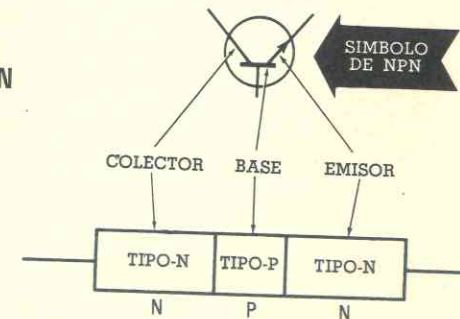 SIMBOLO
DE NPN
N
COLECTOR BASE EMISOR
TIPO-N TIPO-P TIPO-N
N P N